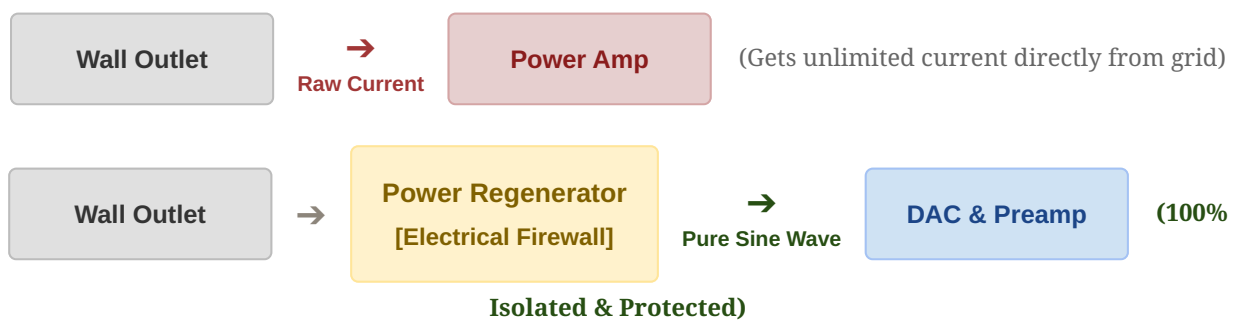 Wall Outlet
➔
Raw Current
Power Amp
(Gets unlimited current directly from grid)
Wall Outlet
➔
Power Regenerator
[Electrical Firewall]
➔
Pure Sine Wave
DAC & Preamp
(100%
Isolated & Protected)